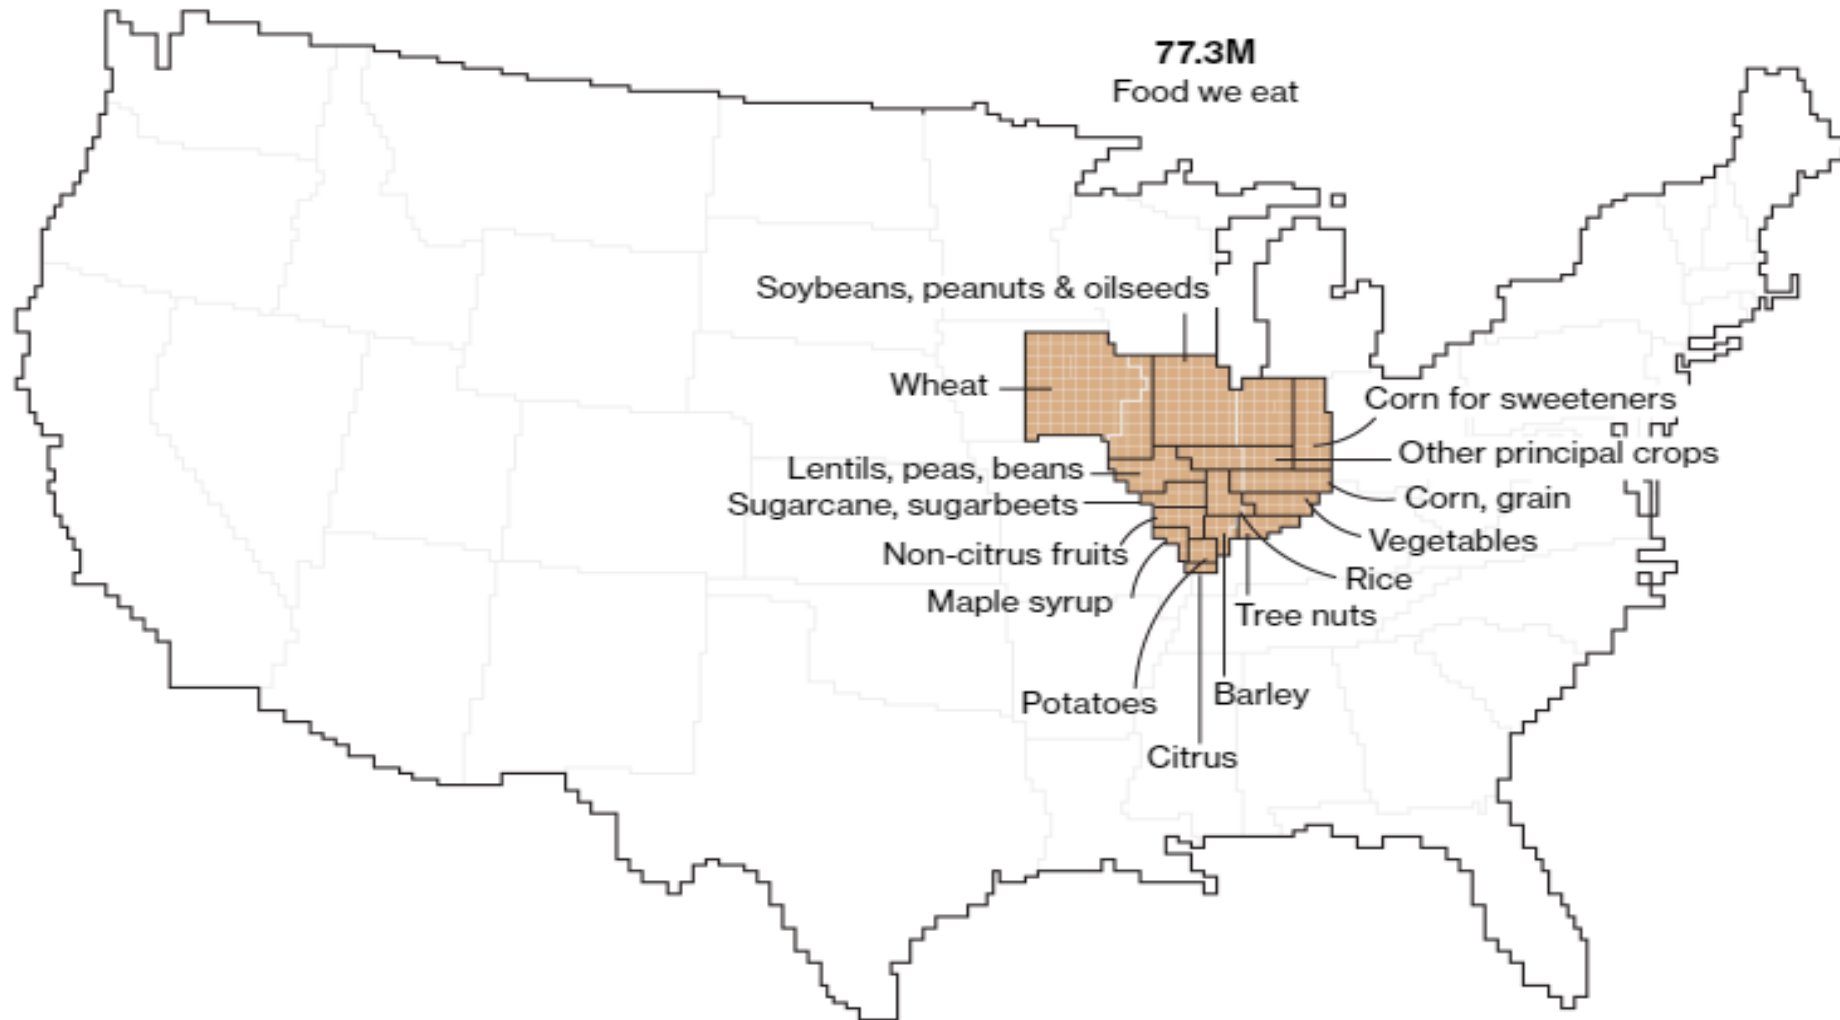 77.3M
Food we eat
Soybeans, peanuts & oilseeds
Wheat
Corn for sweeteners
Other principal crops
Lentils, peas, beans
Corn, grain
Sugarcane, sugarbeets
Vegetables
Non-citrus fruits
Rice
Maple syrup
Tree nuts
Potatoes
Barley
Citrus